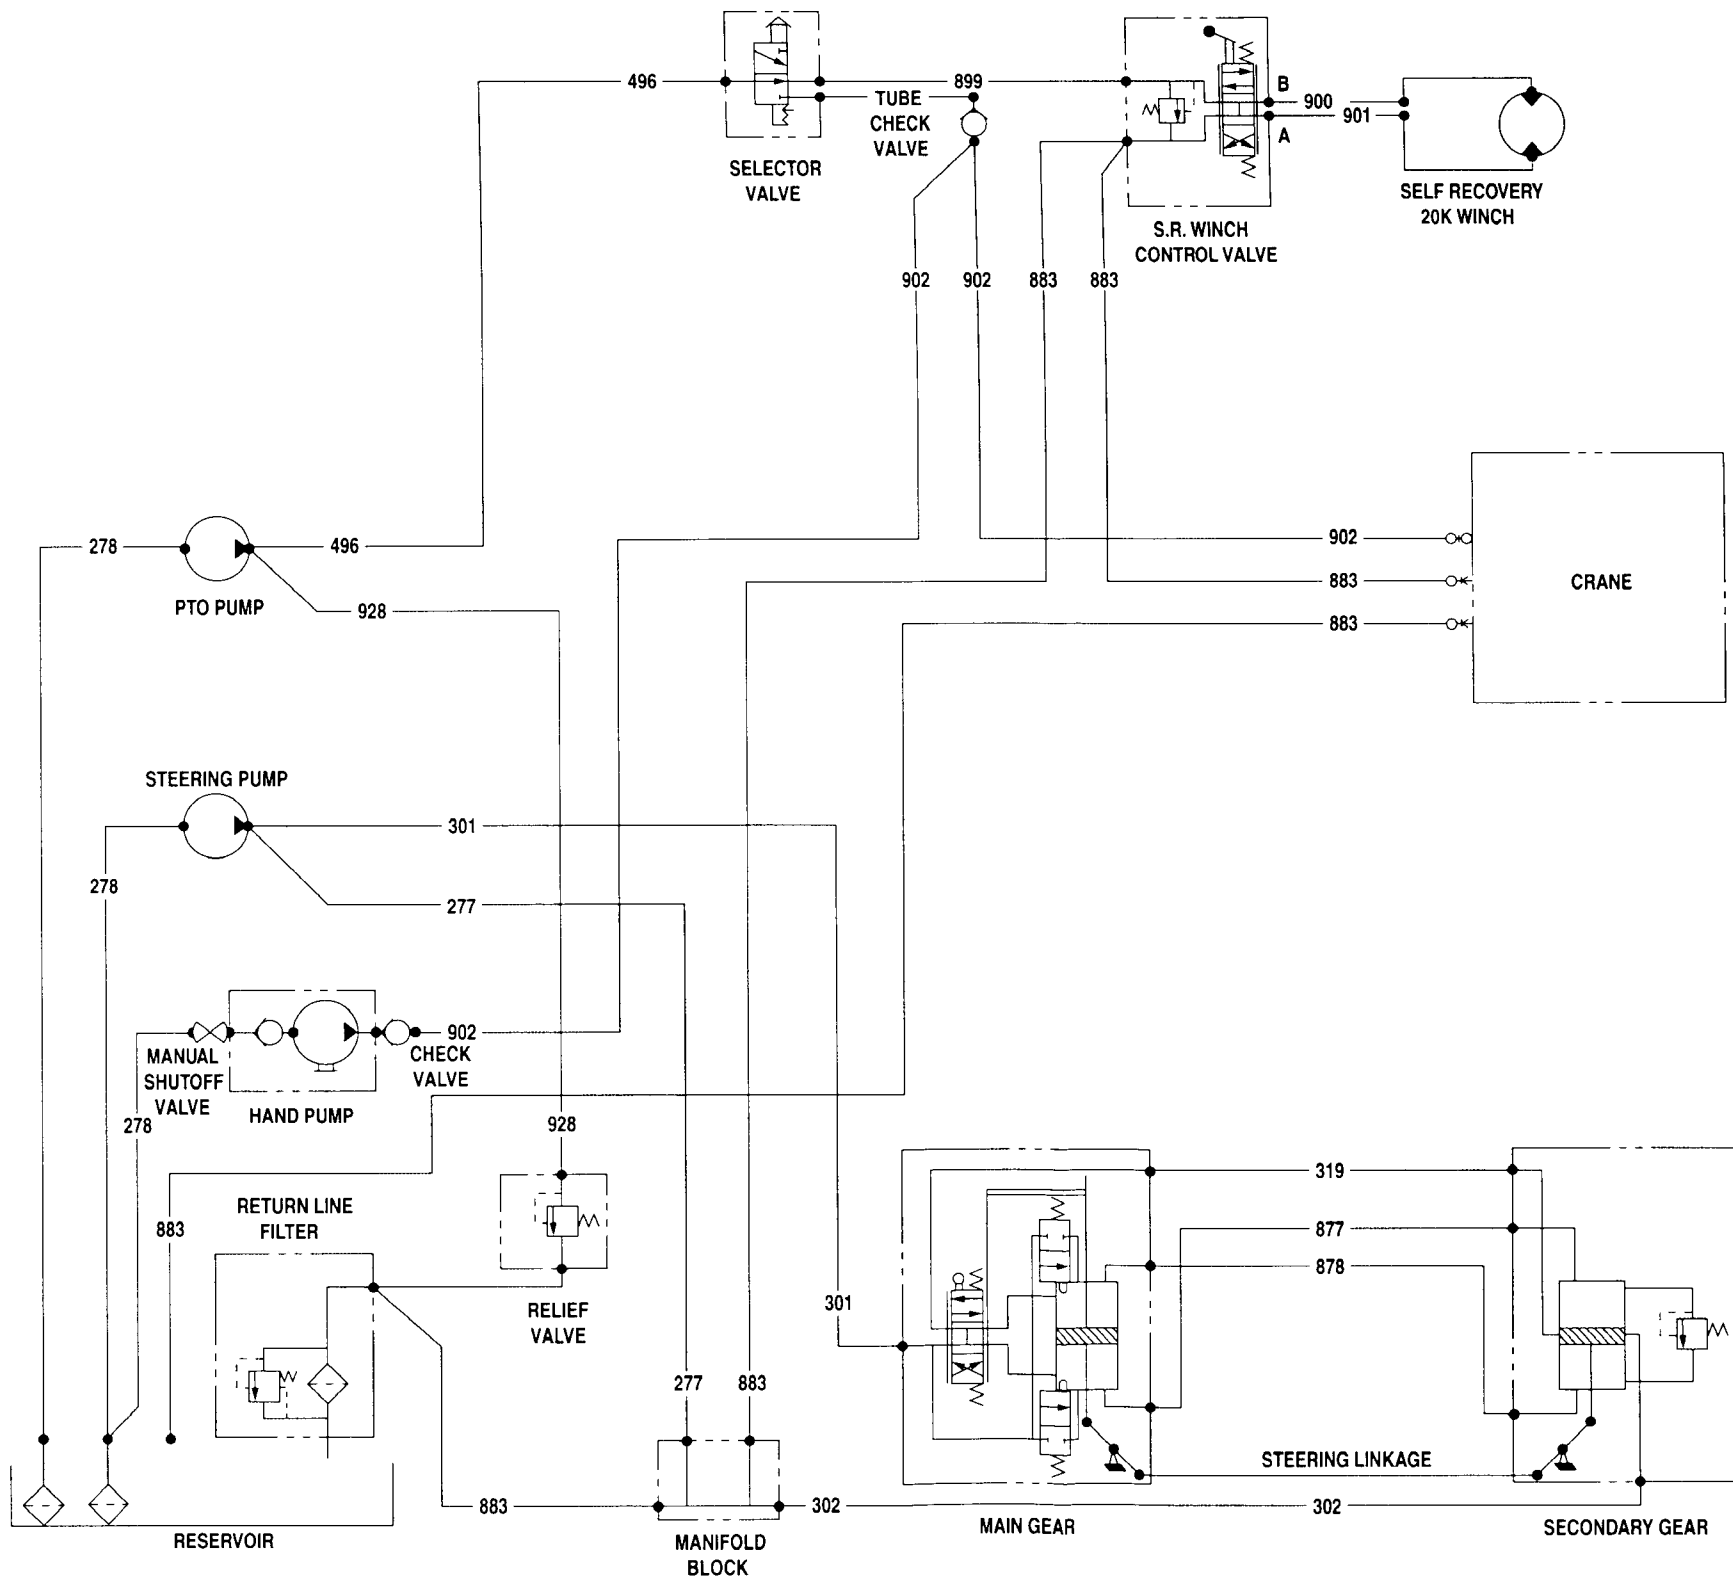 496
899
TUBE
CHECK
VALVE
B
900
901
A
SELECTOR
VALVE
SELF RECOVERY
20K WINCH
S.R. WINCH
CONTROL VALVE
902
902
883
883
278
496
902
883
883
CRANE
PTO PUMP
928
STEERING PUMP
301
278
277
902
MANUAL
SHUTOFF
VALVE
CHECK
VALVE
HAND PUMP
278
928
319
RETURN LINE
FILTER
883
877
878
RELIEF
VALVE
301
277
883
STEERING LINKAGE
883
302
302
RESERVOIR
MANIFOLD
BLOCK
MAIN GEAR
SECONDARY GEAR